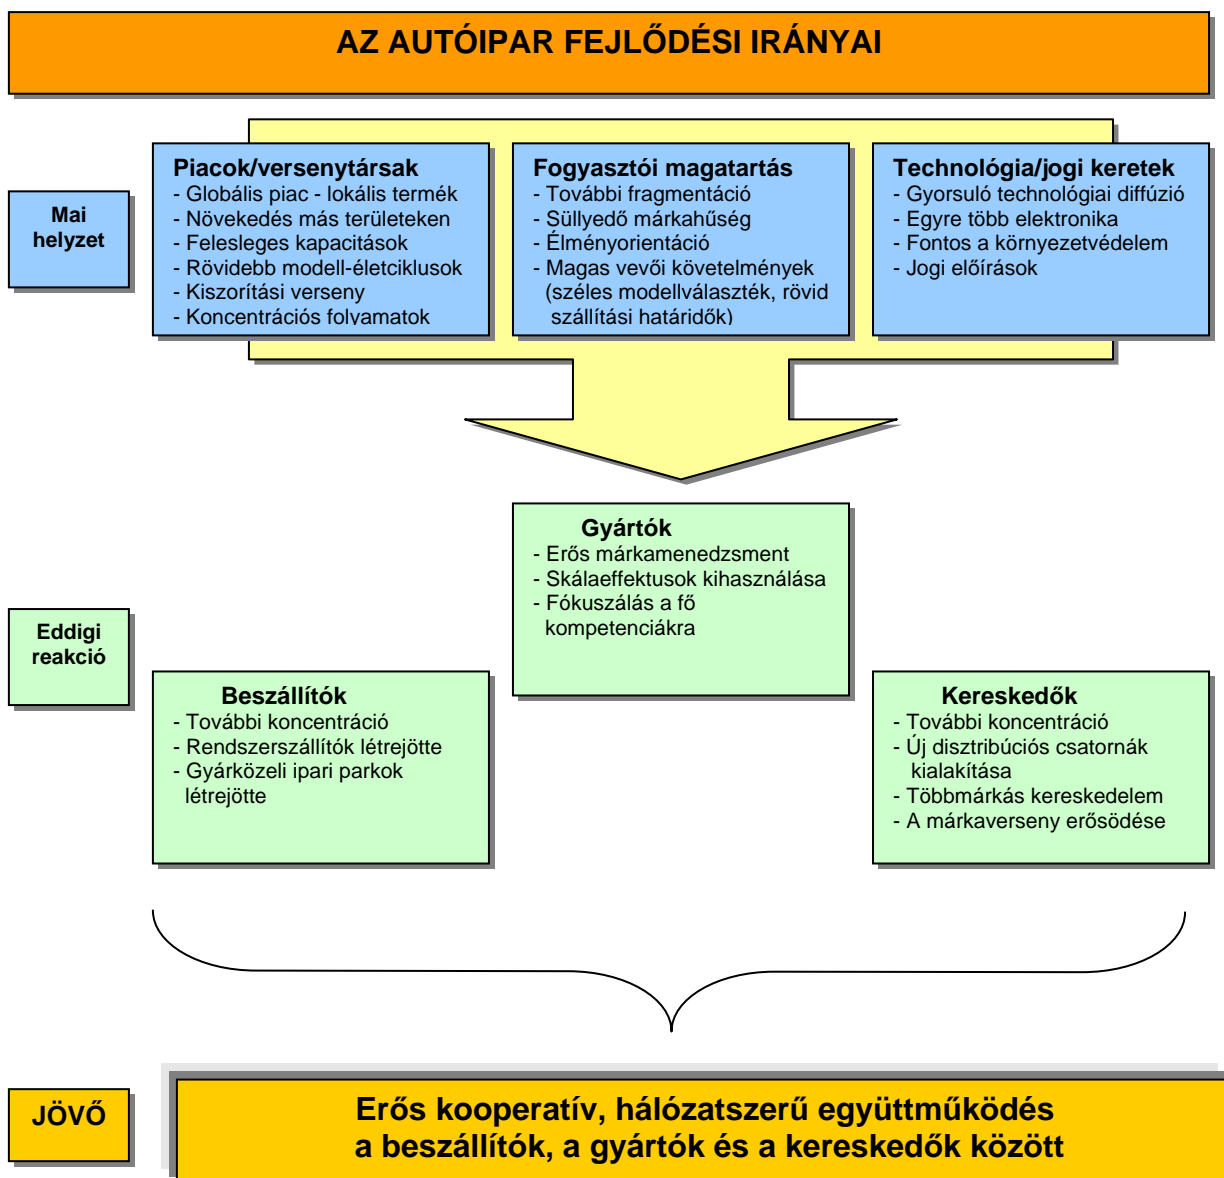 AZ AUTÓIPAR FEJLŐDÉSI IRÁNYAI
Mai
helyzet
Piacok/versenytársak
- Globális piac - lokális termék
- Növekedés más területeken
- Felesleges kapacitások
- Rövidebb modell-életciklusok
- Kiszorítási verseny
- Koncentrációs folyamatok
Fogyasztói magatartás
- További fragmentáció
- Süllyedő márkahűség
- Élményorientáció
- Magas vevői követelmények
(széles modellválaszték, rövid
szállítási határidők)
Technológia/jogi keretek
- Gyorsuló technológiai diffúzió
- Egyre több elektronika
- Fontos a környezetvédelem
- Jogi előírások
Eddigi
reakció
Gyártók
- Erős márkamenedzsment
- Skálaeffektusok kihasználása
- Fókuszálás a fő
kompetenciákra
Beszállítók
- További koncentráció
- Rendszerszállítók létrejötte
- Gyárközeli ipari parkok
létrejötte
Kereskedők
- További koncentráció
- Új disztribúciós csatornák
kialakítása
- Többmárkás kereskedelem
- A márkaverseny erősödése
JÖVŐ
Erős kooperatív, hálózatszerű együttműködés
a beszállítók, a gyártók és a kereskedők között